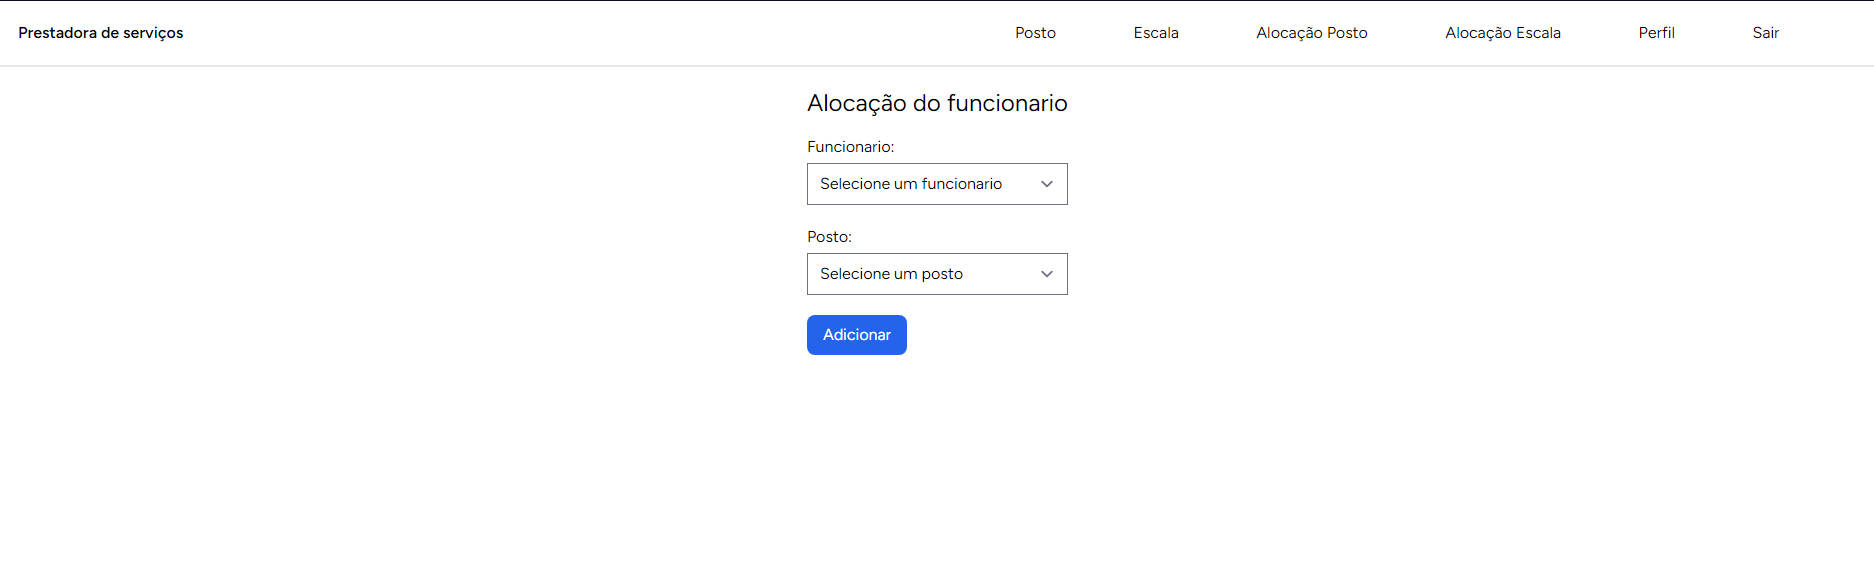 Prestadora de serviços Posto Escala Alocação Posto Alocação Escala Perfil Sair
Alocação do funcionario
Funcionario:
Selecione um funcionario
Posto:
Selecione um posto
Adicionar